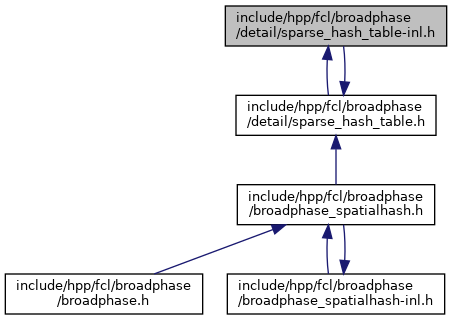 include/hpp/fcl/broadphase
/detail/sparse_hash_table-inl.h
include/hpp/fcl/broadphase
/detail/sparse_hash_table.h
include/hpp/fcl/broadphase
/broadphase_spatialhash.h
include/hpp/fcl/broadphase
/broadphase.h
include/hpp/fcl/broadphase
/broadphase_spatialhash-inl.h